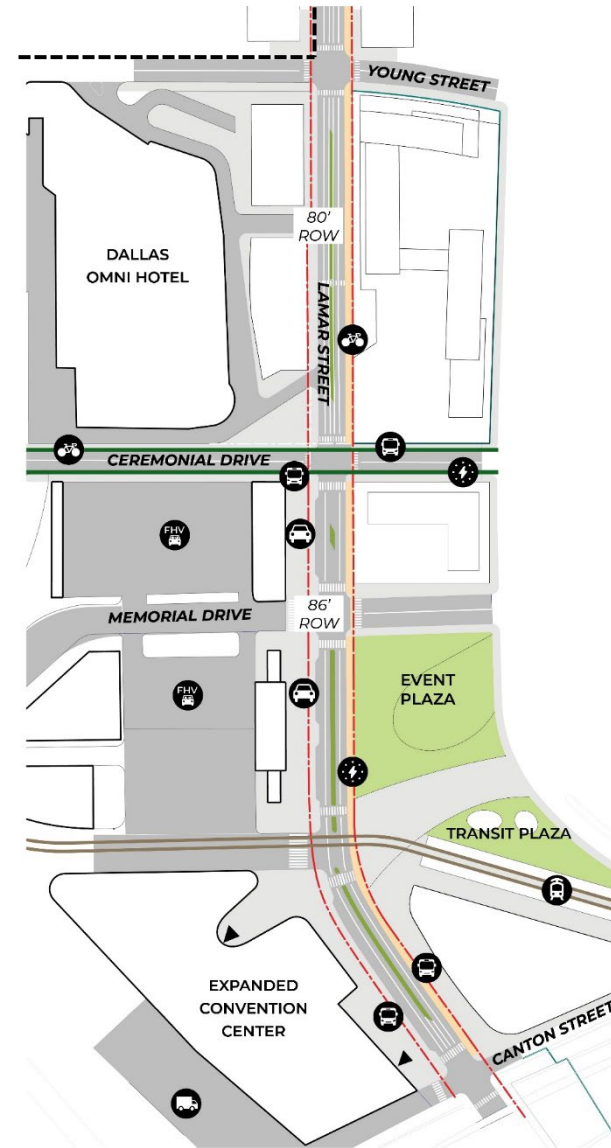 YOUNG STREET
80'
ROW
DALLAS
OMNI HOTEL
LAMAR STREET
CEREMONIAL DRIVE
FHV
86'
ROW
MEMORIAL DRIVE
EVENT
PLAZA
FHV
TRANSIT PLAZA
EXPANDED
CONVENTION
CENTER
CANTON STREET